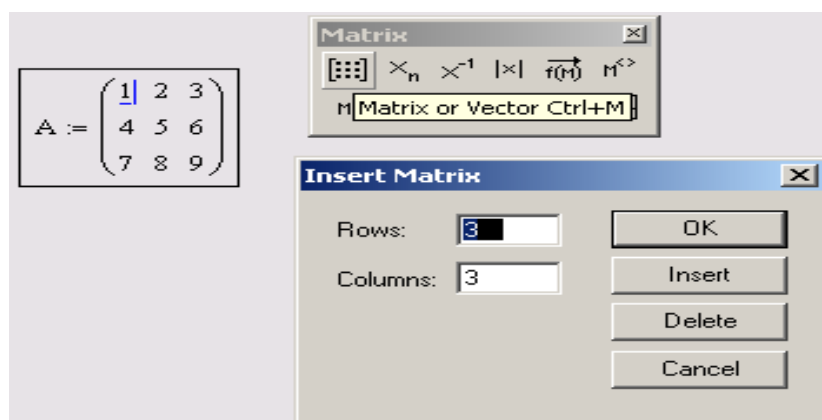 A := ( 1 2 3
4 5 6
7 8 9 )
Matrix
[:::] ×n ×⁻¹ |×| f(M) M<>
M Matrix or Vector Ctrl+M
Insert Matrix
Rows: 3
Columns: 3
OK
Insert
Delete
Cancel